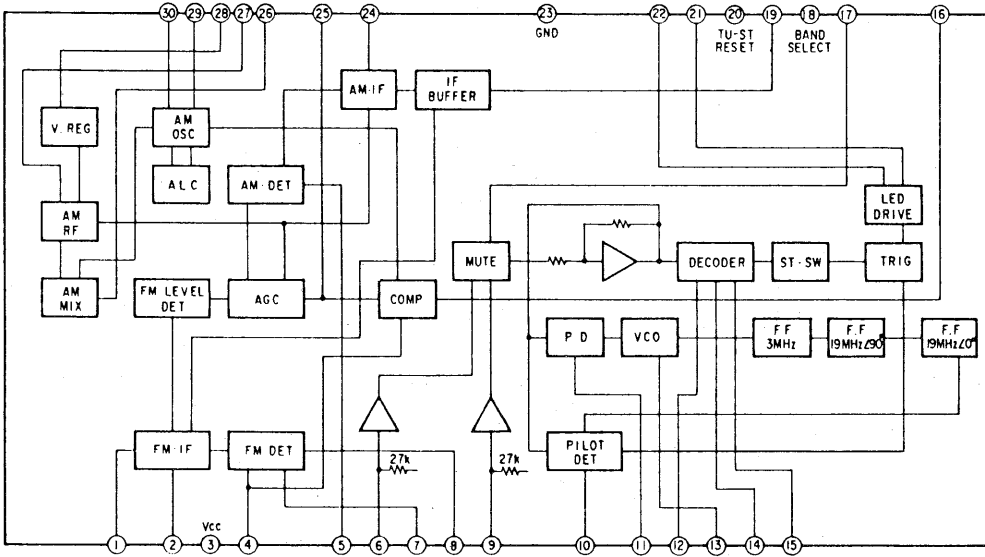 30 29 28 27 26 25 24 23 22 21 20 19 18 17 16
GND
TU-ST
RESET
BAND
SELECT
AM-IF
IF
BUFFER
V. REG
AM
OSC
ALC
AM-DET
LED
DRIVE
AM
RF
MUTE
DECODER
ST-SW
TRIG
AM
MIX
FM LEVEL
DET
AGC
COMP
PD
VCO
F.F
3MHz
F.F
19MHz∠90°
F.F
19MHz∠0°
FM-IF
FM DET
27k
27k
PILOT
DET
Vcc
1 2 3 4 5 6 7 8 9 10 11 12 13 14 15